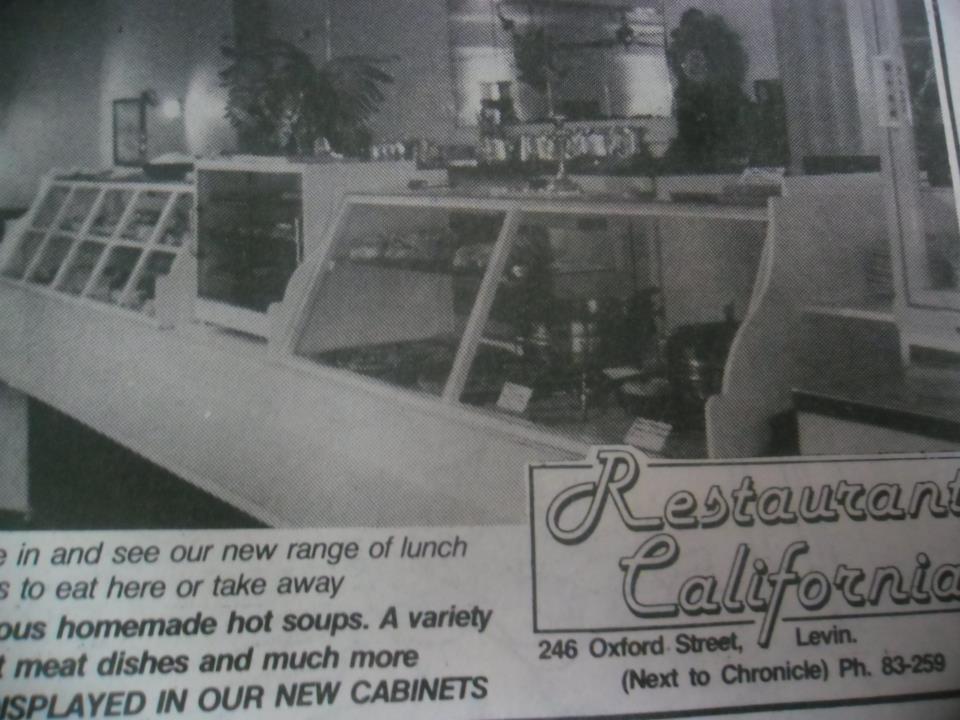 e in and see our new range of lunch
s to eat here or take away
ous homemade hot soups. A variety
t meat dishes and much more
ISPLAYED IN OUR NEW CABINETS
Restaurant
California
246 Oxford Street, Levin.
(Next to Chronicle) Ph. 83-259